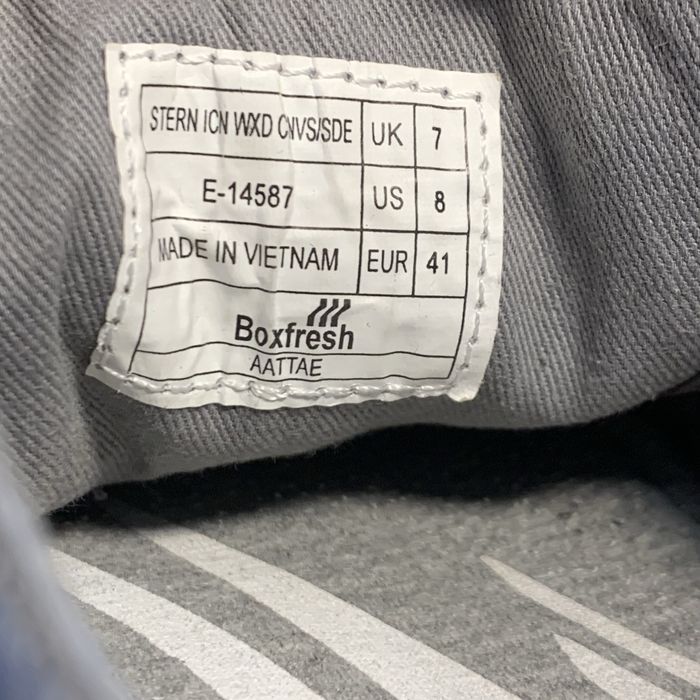 STERN ICN WXD CNVS/SDE UK 7
E-14587 US 8
MADE IN VIETNAM EUR 41
Boxfresh
AATTAE